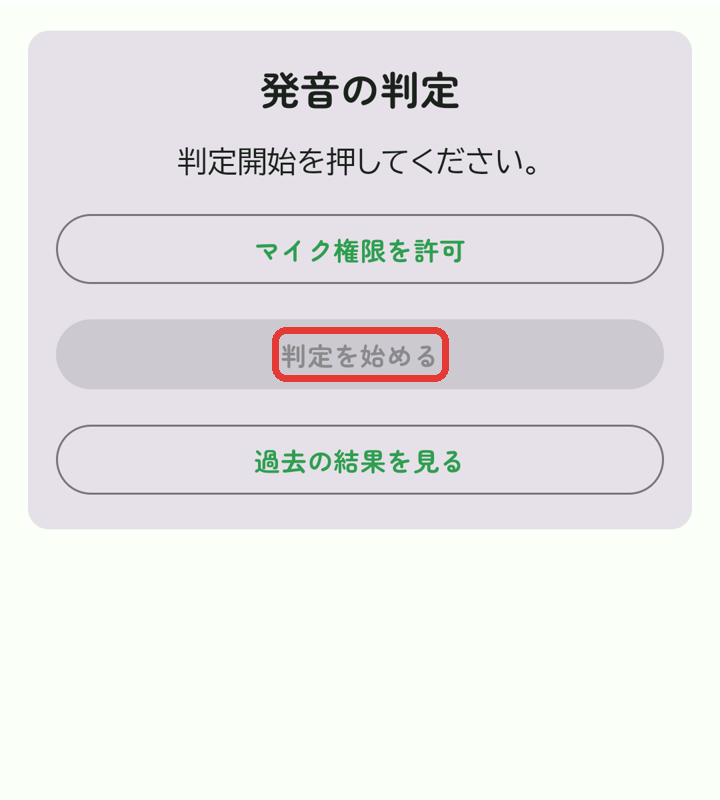 発音の判定
判定開始を押してください。
マイク権限を許可
判定を始める
過去の結果を見る